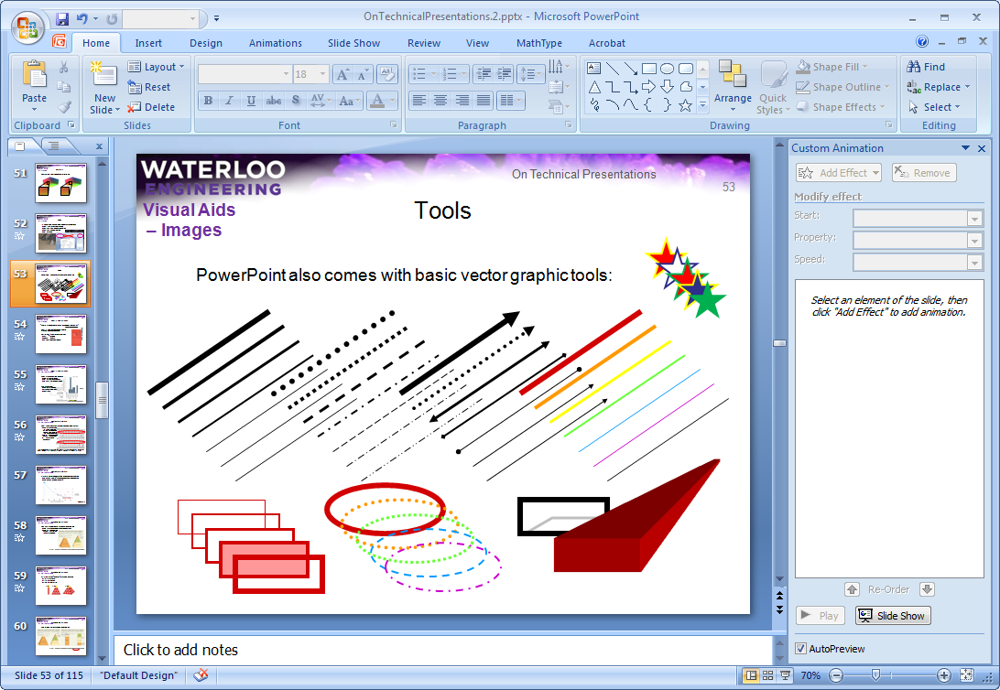 OnTechnicalPresentations.2.pptx - Microsoft PowerPoint
Home Insert Design Animations Slide Show Review View MathType Acrobat
Paste
Clipboard
New
Slide
Layout
Reset
Delete
Slides
18
B I U abc S AV Aa A
Font
Paragraph
Arrange
Quick
Styles
Shape Fill
Shape Outline
Shape Effects
Drawing
Find
Replace
Select
Editing
51
52
53
54
55
56
57
58
59
60
WATERLOO
ENGINEERING
On Technical Presentations
53
Visual Aids
– Images
Tools
PowerPoint also comes with basic vector graphic tools:
Click to add notes
Custom Animation
Add Effect
Remove
Modify effect
Start:
Property:
Speed:
Select an element of the slide, then
click "Add Effect" to add animation.
Re-Order
Play
Slide Show
AutoPreview
Slide 53 of 115
"Default Design"
70%